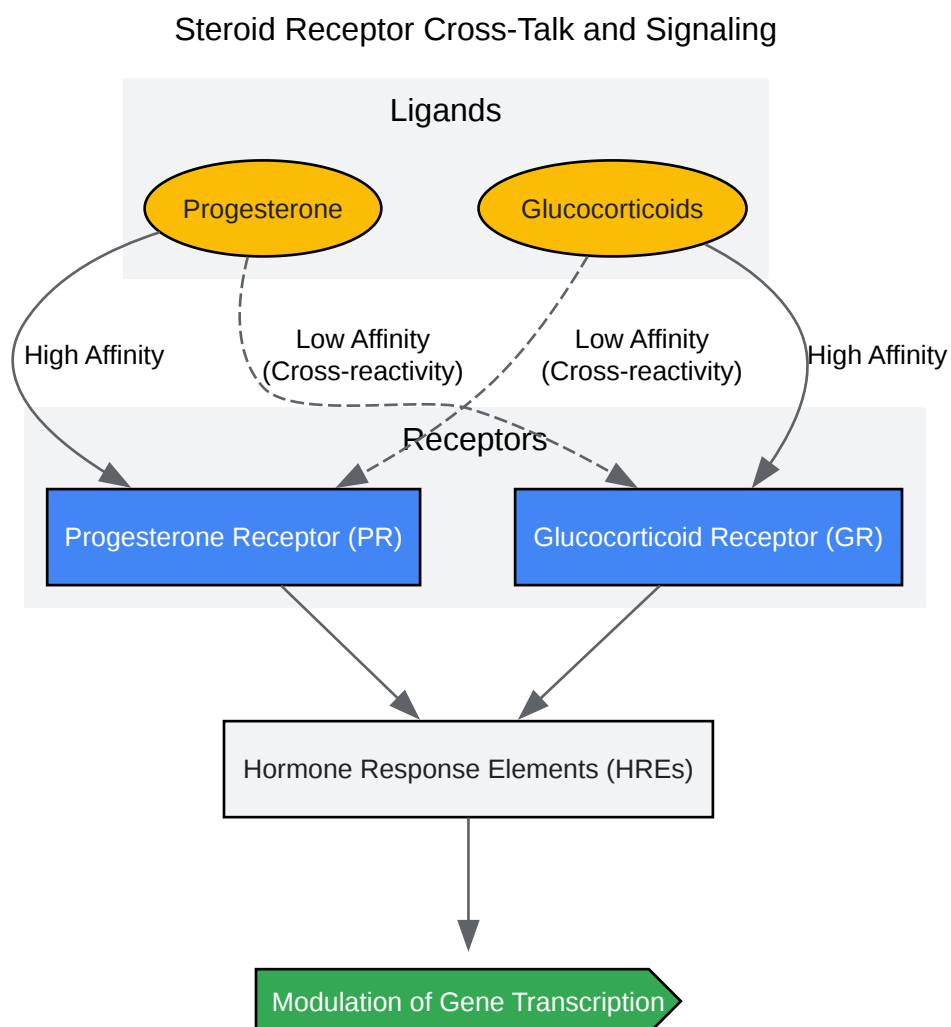 Steroid Receptor Cross-Talk and Signaling
Ligands
Progesterone
Glucocorticoids
High Affinity
Low Affinity
(Cross-reactivity)
Low Affinity
(Cross-reactivity)
High Affinity
Receptors
Progesterone Receptor (PR)
Glucocorticoid Receptor (GR)
Hormone Response Elements (HREs)
Modulation of Gene Transcription